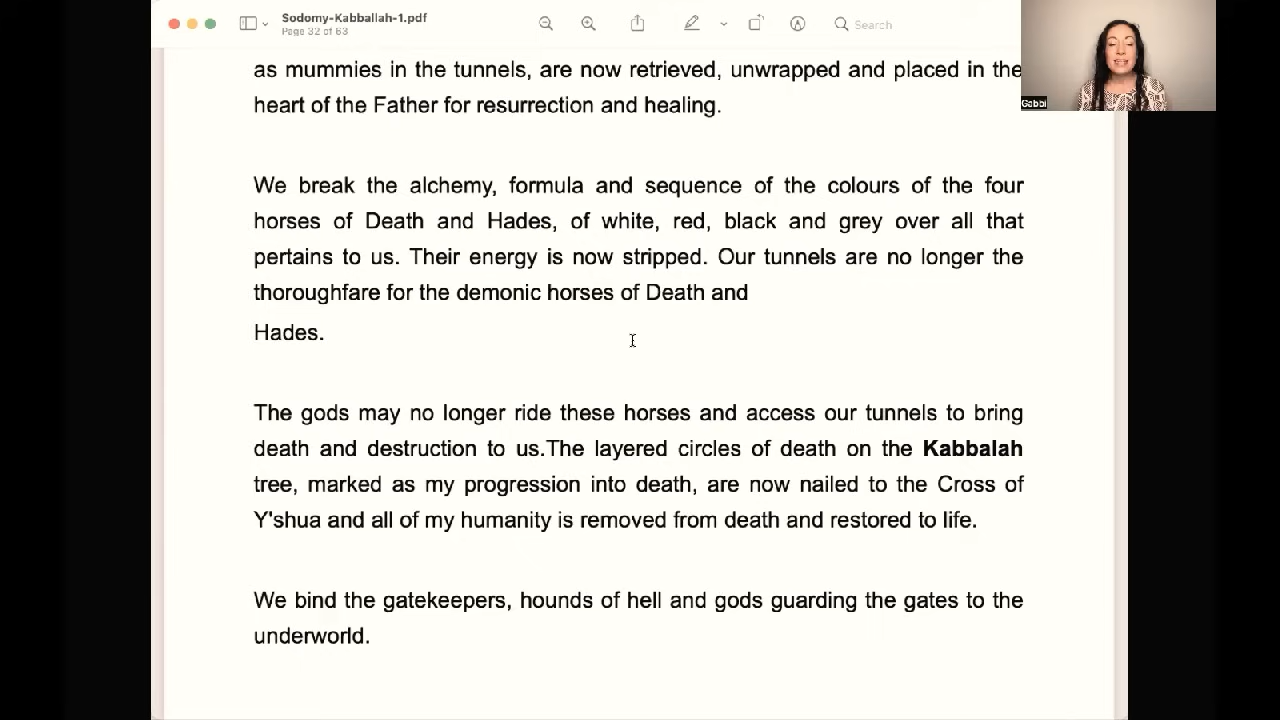 Sodomy-Kabballah-1.pdf
Page 32 of 63
Search
Gabbi
as mummies in the tunnels, are now retrieved, unwrapped and placed in the
heart of the Father for resurrection and healing.
We break the alchemy, formula and sequence of the colours of the four
horses of Death and Hades, of white, red, black and grey over all that
pertains to us. Their energy is now stripped. Our tunnels are no longer the
thoroughfare for the demonic horses of Death and
Hades.
The gods may no longer ride these horses and access our tunnels to bring
death and destruction to us.The layered circles of death on the Kabbalah
tree, marked as my progression into death, are now nailed to the Cross of
Y'shua and all of my humanity is removed from death and restored to life.
We bind the gatekeepers, hounds of hell and gods guarding the gates to the
underworld.